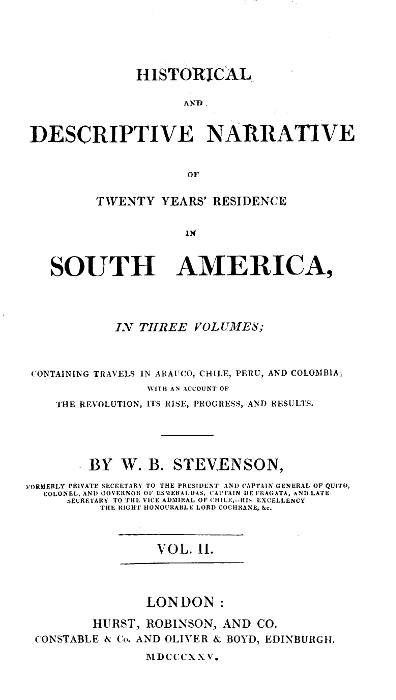 HISTORICAL
AND
DESCRIPTIVE NARRATIVE
OF
TWENTY YEARS' RESIDENCE
IN
SOUTH AMERICA,
IN THREE VOLUMES;
CONTAINING TRAVELS IN ARAUCO, CHILE, PERU, AND COLOMBIA;
WITH AN ACCOUNT OF
THE REVOLUTION, ITS RISE, PROGRESS, AND RESULTS.
BY W. B. STEVENSON,
FORMERLY PRIVATE SECRETARY TO THE PRESIDENT AND CAPTAIN GENERAL OF QUITO,
COLONEL, AND GOVERNOR OF ESMERALDAS, CAPTAIN DE FRAGATA, AND LATE
SECRETARY TO THE VICE ADMIRAL OF CHILE,—HIS EXCELLENCY
THE RIGHT HONOURABLE LORD COCHRANE, &c.
VOL. II.
LONDON:
HURST, ROBINSON, AND CO.
CONSTABLE & Co. AND OLIVER & BOYD, EDINBURGH.
MDCCCXXV.